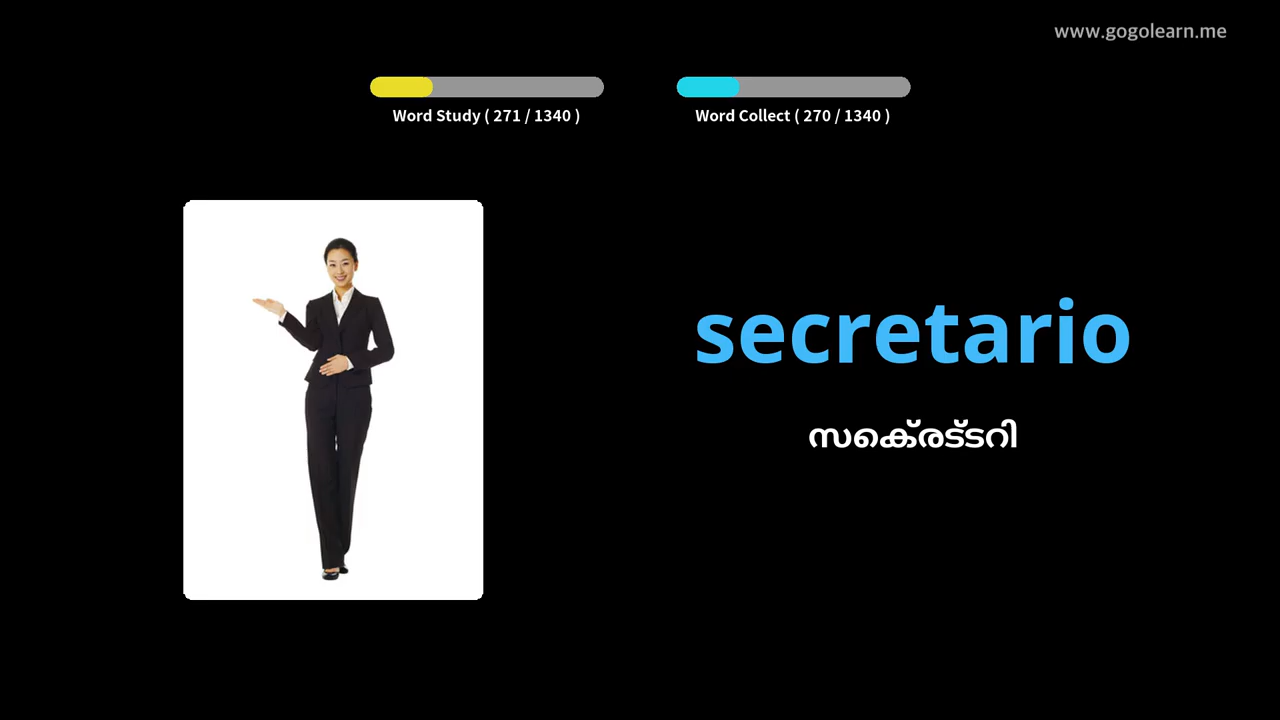 www.gogolearn.me
Word Study ( 271 / 1340 )
Word Collect ( 270 / 1340 )
secretario
സക്രെട്ടറി